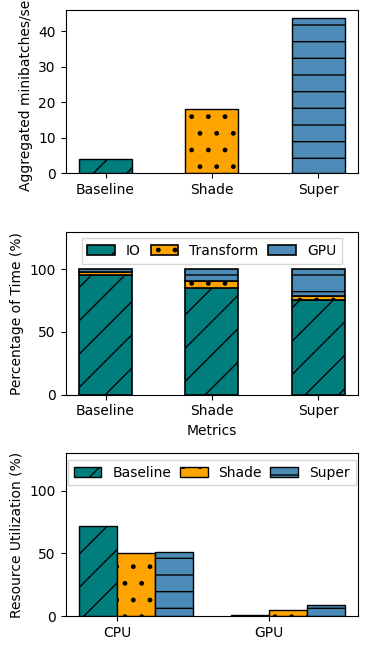 Aggregated minibatches/se
40
30
20
10
0
Baseline Shade Super
IO Transform GPU
Percentage of Time (%)
100
50
0
Baseline Shade Super
Metrics
Baseline Shade Super
Resource Utilization (%)
100
50
0
CPU GPU